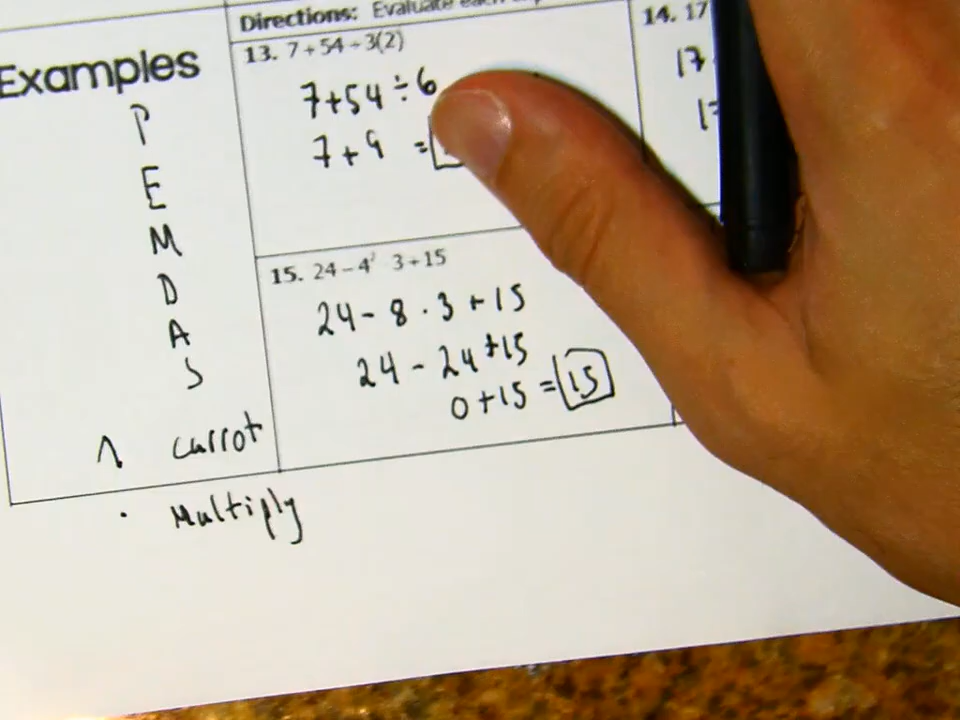 Directions: Evaluate
Examples
13. 7 + 54 ÷ 3(2)
7+54 ÷ 6
7+9 =
14. 17
17
P
E
M
D
A
S
^ carrot
· Multiply
15. 24 – 4² 3 + 15
24 - 8 · 3 + 15
24 - 24 +15
0 +15 = 15